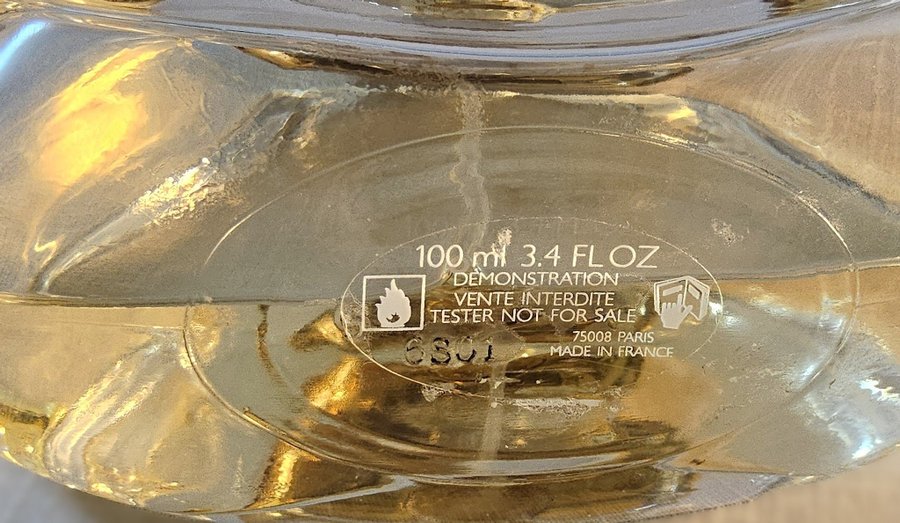 100 ml 3.4 FL OZ
DEMONSTRATION
VENTE INTERDITE
TESTER NOT FOR SALE
75008 PARIS
MADE IN FRANCE
6S01